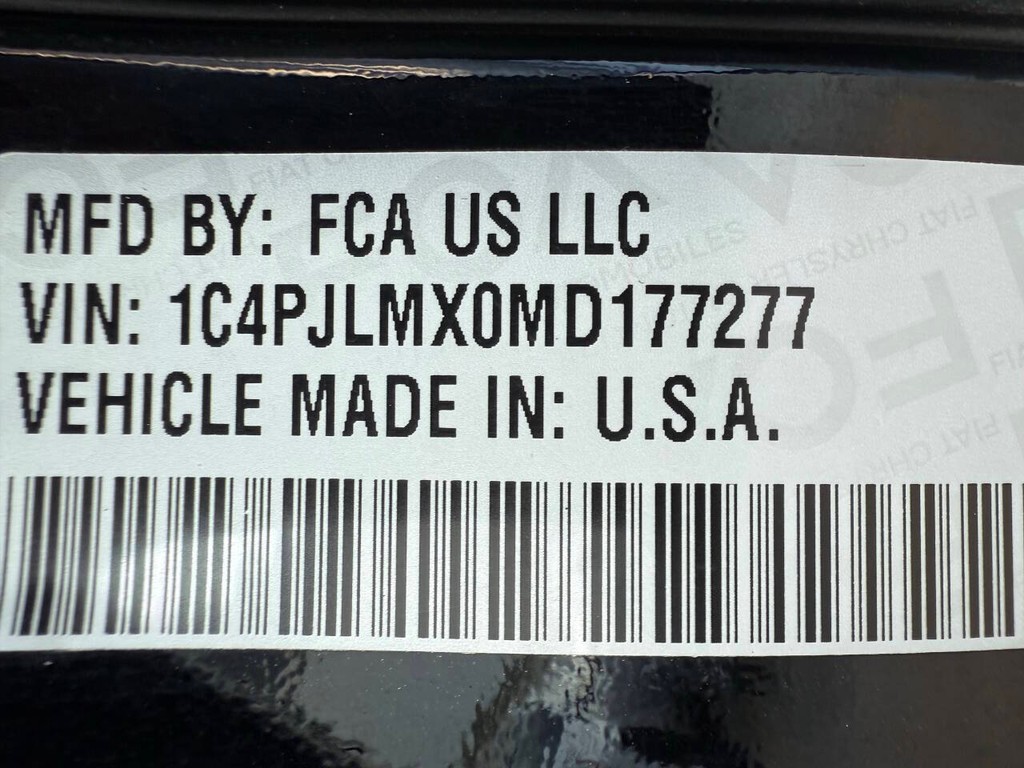 MFD BY: FCA US LLC
VIN: 1C4PJLMX0MD177277
VEHICLE MADE IN: U.S.A.